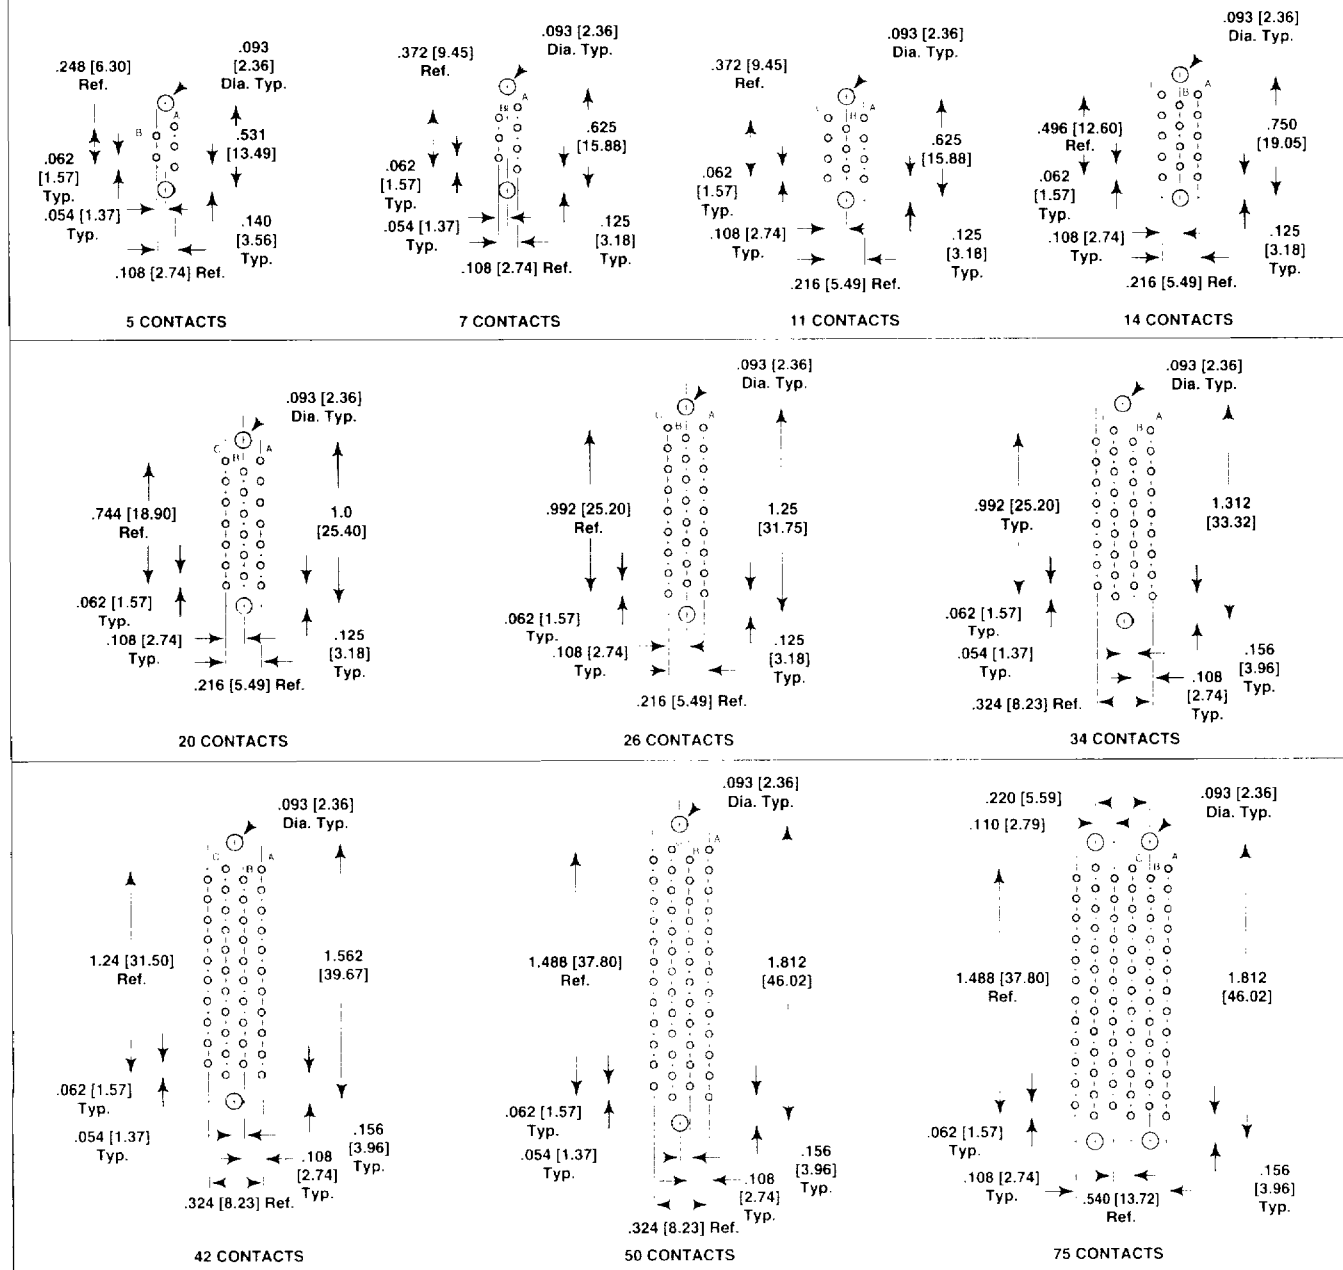 .248 [6.30]
Ref.
.093
[2.36]
Dia. Typ.
A
B
.531
[13.49]
.062
[1.57]
Typ.
.054 [1.37]
Typ.
.140
[3.56]
Typ.
.108 [2.74] Ref.
5 CONTACTS
.372 [9.45]
Ref.
.093 [2.36]
Dia. Typ.
B
A
.625
[15.88]
.062
[1.57]
Typ.
.054 [1.37]
Typ.
.125
[3.18]
Typ.
.108 [2.74] Ref.
7 CONTACTS
.372 [9.45]
Ref.
.093 [2.36]
Dia. Typ.
B
A
.625
[15.88]
.062
[1.57]
Typ.
.108 [2.74]
Typ.
.125
[3.18]
Typ.
.216 [5.49] Ref.
11 CONTACTS
.093 [2.36]
Dia. Typ.
B
A
.496 [12.60]
Ref.
.750
[19.05]
.062
[1.57]
Typ.
.108 [2.74]
Typ.
.125
[3.18]
Typ.
.216 [5.49] Ref.
14 CONTACTS
.093 [2.36]
Dia. Typ.
C
B
A
.744 [18.90]
Ref.
1.0
[25.40]
.062 [1.57]
Typ.
.108 [2.74]
Typ.
.125
[3.18]
Typ.
.216 [5.49] Ref.
20 CONTACTS
.093 [2.36]
Dia. Typ.
C
B
A
.992 [25.20]
Ref.
1.25
[31.75]
.062 [1.57]
Typ.
.108 [2.74]
Typ.
.125
[3.18]
Typ.
.216 [5.49] Ref.
26 CONTACTS
.093 [2.36]
Dia. Typ.
B
A
.992 [25.20]
Typ.
1.312
[33.32]
.062 [1.57]
Typ.
.054 [1.37]
Typ.
.156
[3.96]
Typ.
.108
[2.74]
Typ.
.324 [8.23] Ref.
34 CONTACTS
.093 [2.36]
Dia. Typ.
C
B
A
1.24 [31.50]
Ref.
1.562
[39.67]
.062 [1.57]
Typ.
.054 [1.37]
Typ.
.156
[3.96]
Typ.
.108
[2.74]
Typ.
.324 [8.23] Ref.
42 CONTACTS
.093 [2.36]
Dia. Typ.
B
A
1.488 [37.80]
Ref.
1.812
[46.02]
.062 [1.57]
Typ.
.054 [1.37]
Typ.
.156
[3.96]
Typ.
.108
[2.74]
Typ.
.324 [8.23] Ref.
50 CONTACTS
.220 [5.59]
.110 [2.79]
.093 [2.36]
Dia. Typ.
C
B
A
1.488 [37.80]
Ref.
1.812
[46.02]
.062 [1.57]
Typ.
.108 [2.74]
Typ.
.540 [13.72]
Ref.
.156
[3.96]
Typ.
75 CONTACTS